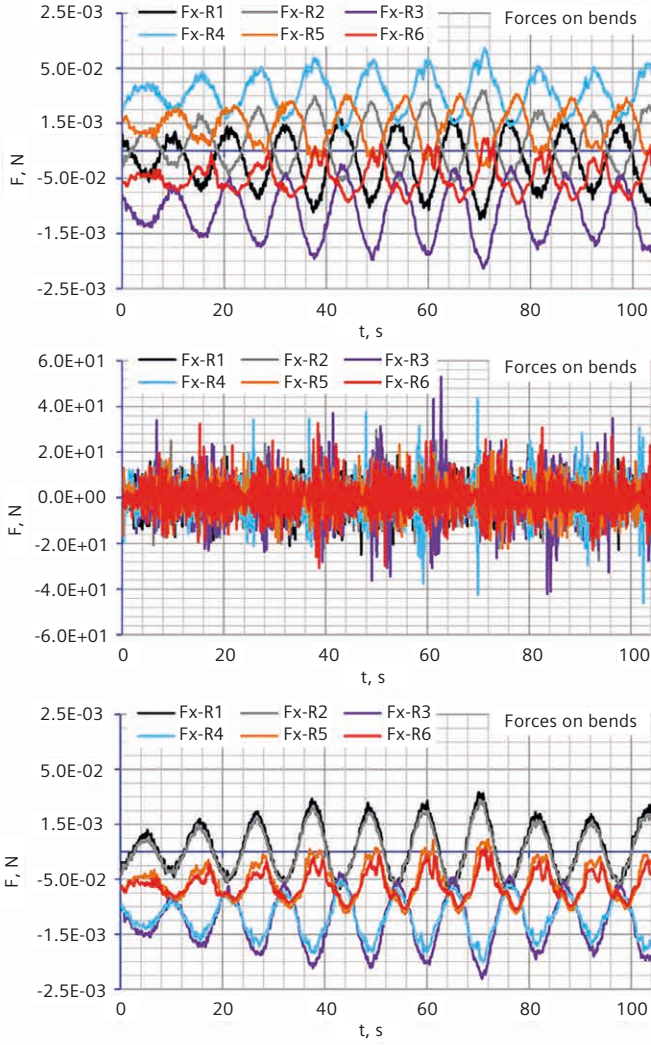 2.5E-03
Fx-R1 Fx-R2 Fx-R3 Forces on bends
Fx-R4 Fx-R5 Fx-R6
5.0E-02
1.5E-03
F, N
-5.0E-02
-1.5E-03
-2.5E-03
0 20 40 60 80 100
t, s
6.0E+01
Fx-R1 Fx-R2 Fx-R3 Forces on bends
Fx-R4 Fx-R5 Fx-R6
4.0E+01
2.0E+01
F, N
0.0E+00
-2.0E+01
-4.0E+01
-6.0E+01
0 20 40 60 80 100
t, s
2.5E-03
Fx-R1 Fx-R2 Fx-R3 Forces on bends
Fx-R4 Fx-R5 Fx-R6
5.0E-02
1.5E-03
F, N
-5.0E-02
-1.5E-03
-2.5E-03
0 20 40 60 80 100
t, s